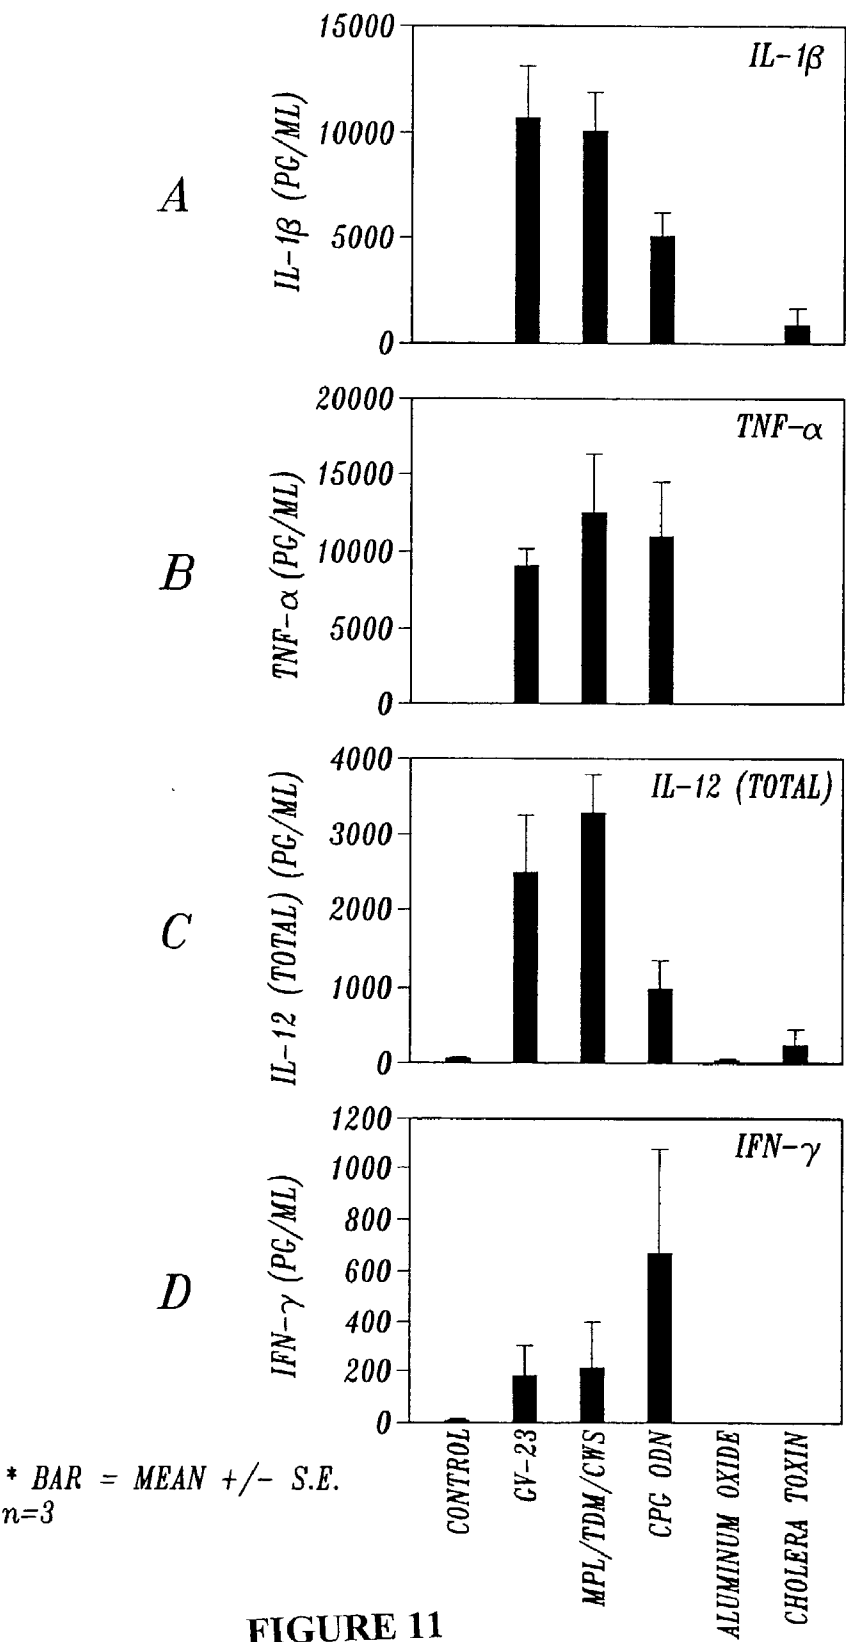 A
IL-1β (PG/ML)
15000
10000
5000
0
IL-1β
B
TNF-α (PG/ML)
20000
15000
10000
5000
0
TNF-α
C
IL-12 (TOTAL) (PG/ML)
4000
3000
2000
1000
0
IL-12 (TOTAL)
D
IFN-γ (PG/ML)
1200
1000
800
600
400
200
0
IFN-γ
CONTROL
GV-23
MPL/TDM/CWS
CPG ODN
ALUMINUM OXIDE
CHOLERA TOXIN
* BAR = MEAN +/- S.E.
n=3
FIGURE 11